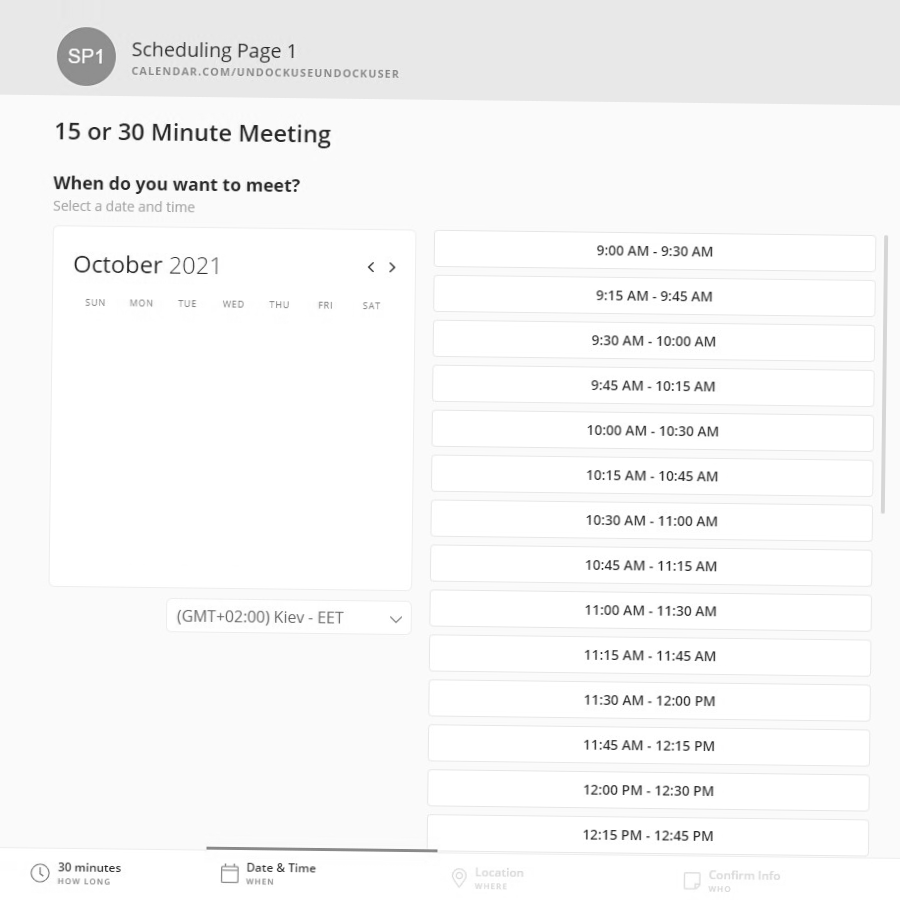 SP1
Scheduling Page 1
CALENDAR.COM/UNDOCKUSEUNDOCKUSER
15 or 30 Minute Meeting
When do you want to meet?
Select a date and time
October 2021
SUN MON TUE WED THU FRI SAT
(GMT+02:00) Kiev - EET
9:00 AM - 9:30 AM
9:15 AM - 9:45 AM
9:30 AM - 10:00 AM
9:45 AM - 10:15 AM
10:00 AM - 10:30 AM
10:15 AM - 10:45 AM
10:30 AM - 11:00 AM
10:45 AM - 11:15 AM
11:00 AM - 11:30 AM
11:15 AM - 11:45 AM
11:30 AM - 12:00 PM
11:45 AM - 12:15 PM
12:00 PM - 12:30 PM
12:15 PM - 12:45 PM
30 minutes
HOW LONG
Date & Time
WHEN
Location
WHERE
Confirm Info
WHO